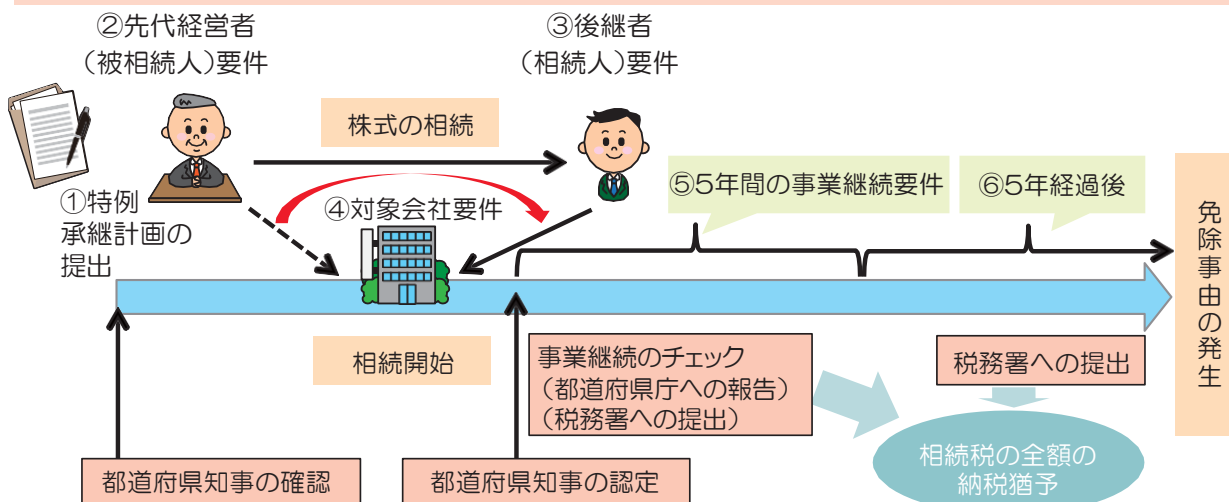 ②先代経営者
（被相続人）要件
③後継者
（相続人）要件
株式の相続
①特例
承継計画の
提出
④対象会社要件
⑤5年間の事業継続要件
⑥5年経過後
免除事由の発生
相続開始
事業継続のチェック
（都道府県庁への報告）
（税務署への提出）
税務署への提出
相続税の全額の
納税猶予
都道府県知事の確認
都道府県知事の認定